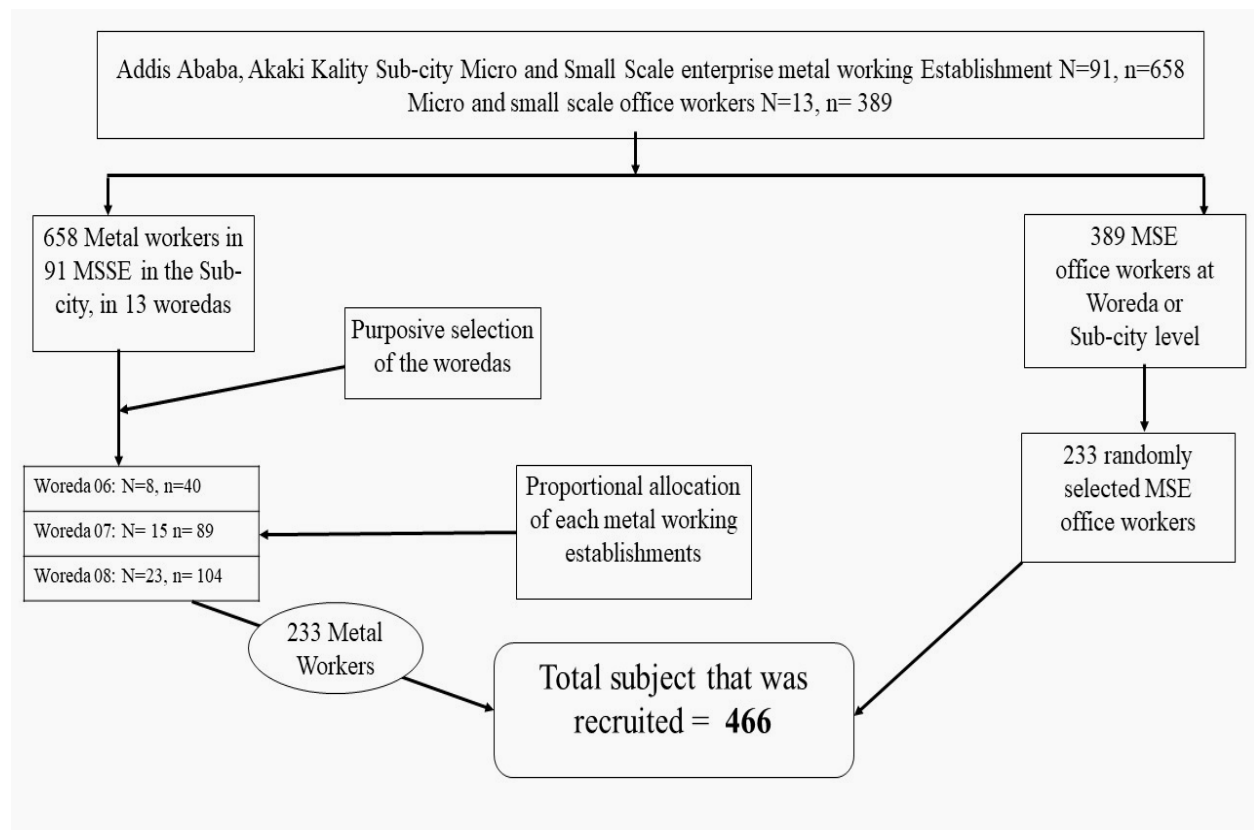 Addis Ababa, Akaki Kality Sub-city Micro and Small Scale enterprise metal working Establishment N=91, n=658
Micro and small scale office workers N=13, n= 389
658 Metal workers in
91 MSSE in the Sub-
city, in 13 woredas
389 MSE
office workers at
Woreda or
Sub-city level
Purposive selection
of the woredas
Woreda 06: N=8, n=40
Woreda 07: N= 15 n= 89
Woreda 08: N=23, n= 104
Proportional allocation
of each metal working
establishments
233 randomly
selected MSE
office workers
233 Metal
Workers
Total subject that was
recruited = 466